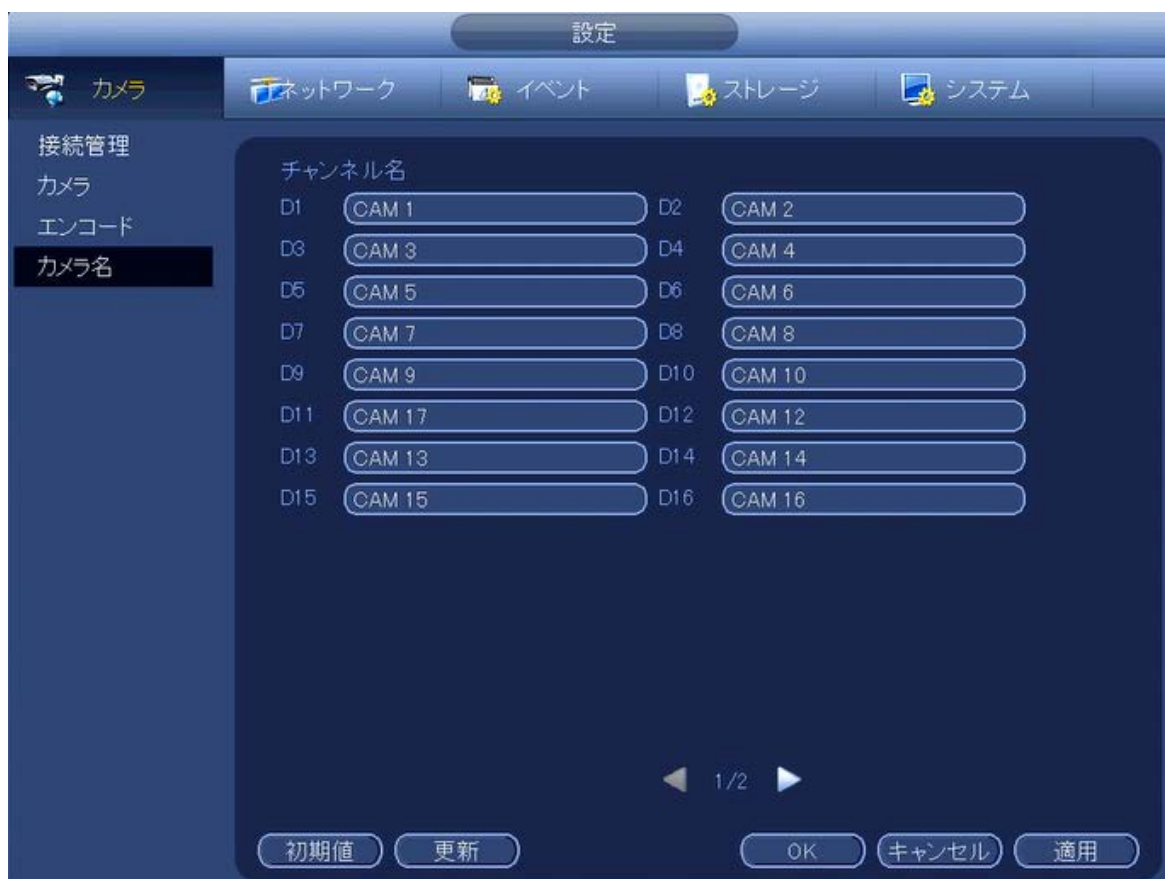 設定
カメラ ネットワーク イベント ストレージ システム
接続管理
カメラ
エンコード
カメラ名
チャンネル名
D1 CAM 1 D2 CAM 2
D3 CAM 3 D4 CAM 4
D5 CAM 5 D6 CAM 6
D7 CAM 7 D8 CAM 8
D9 CAM 9 D10 CAM 10
D11 CAM 17 D12 CAM 12
D13 CAM 13 D14 CAM 14
D15 CAM 15 D16 CAM 16
1/2
初期値 更新 OK キャンセル 適用